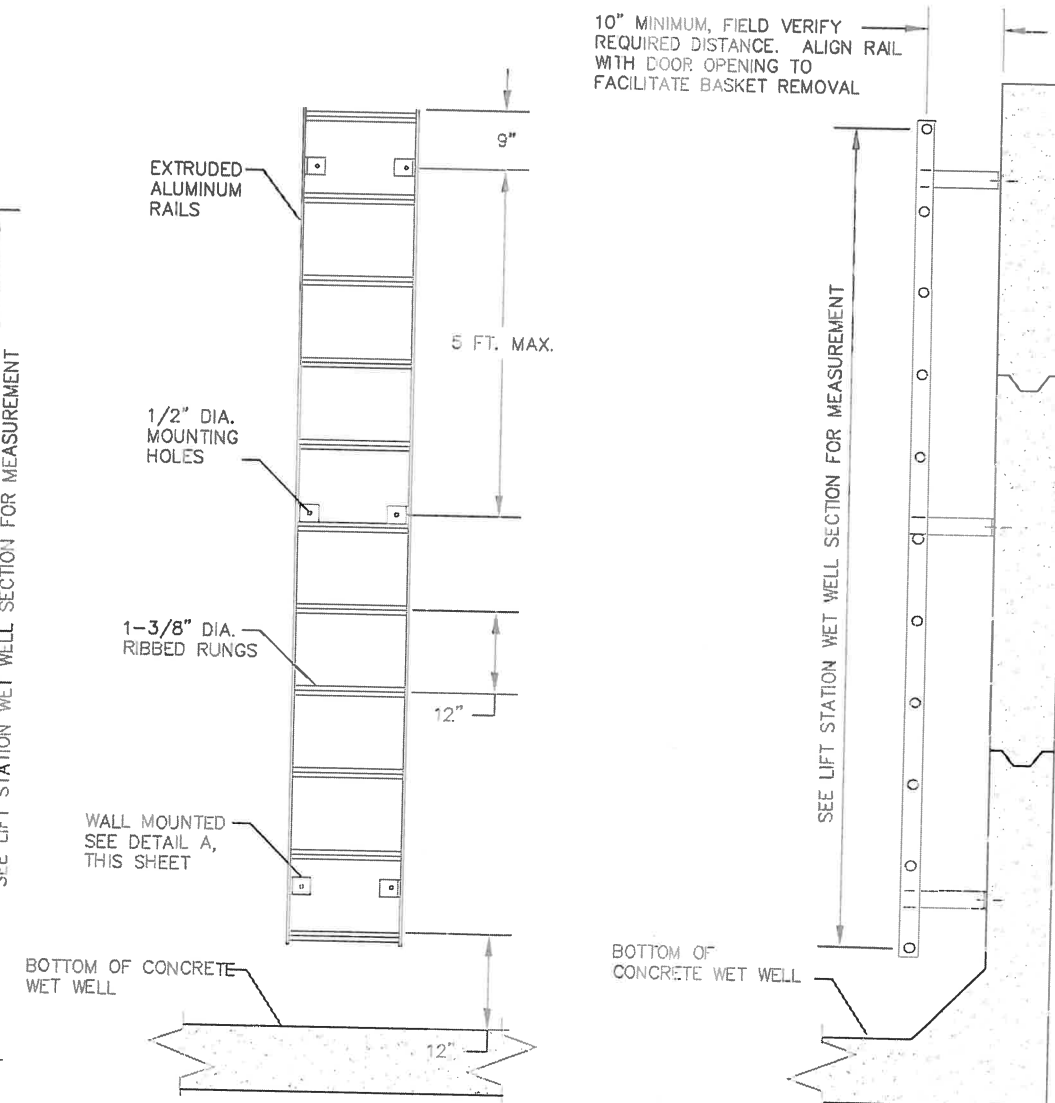 10" MINIMUM, FIELD VERIFY
REQUIRED DISTANCE. ALIGN RAIL
WITH DOOR OPENING TO
FACILITATE BASKET REMOVAL
9"
EXTRUDED
ALUMINUM
RAILS
5 FT. MAX.
1/2" DIA.
MOUNTING
HOLES
1-3/8" DIA.
RIBBED RUNGS
12"
WALL MOUNTED
SEE DETAIL A,
THIS SHEET
BOTTOM OF CONCRETE
WET WELL
12"
SEE LIFT STATION WET WELL SECTION FOR MEASUREMENT
SEE LIFT STATION WET WELL SECTION FOR MEASUREMENT
BOTTOM OF
CONCRETE WET WELL